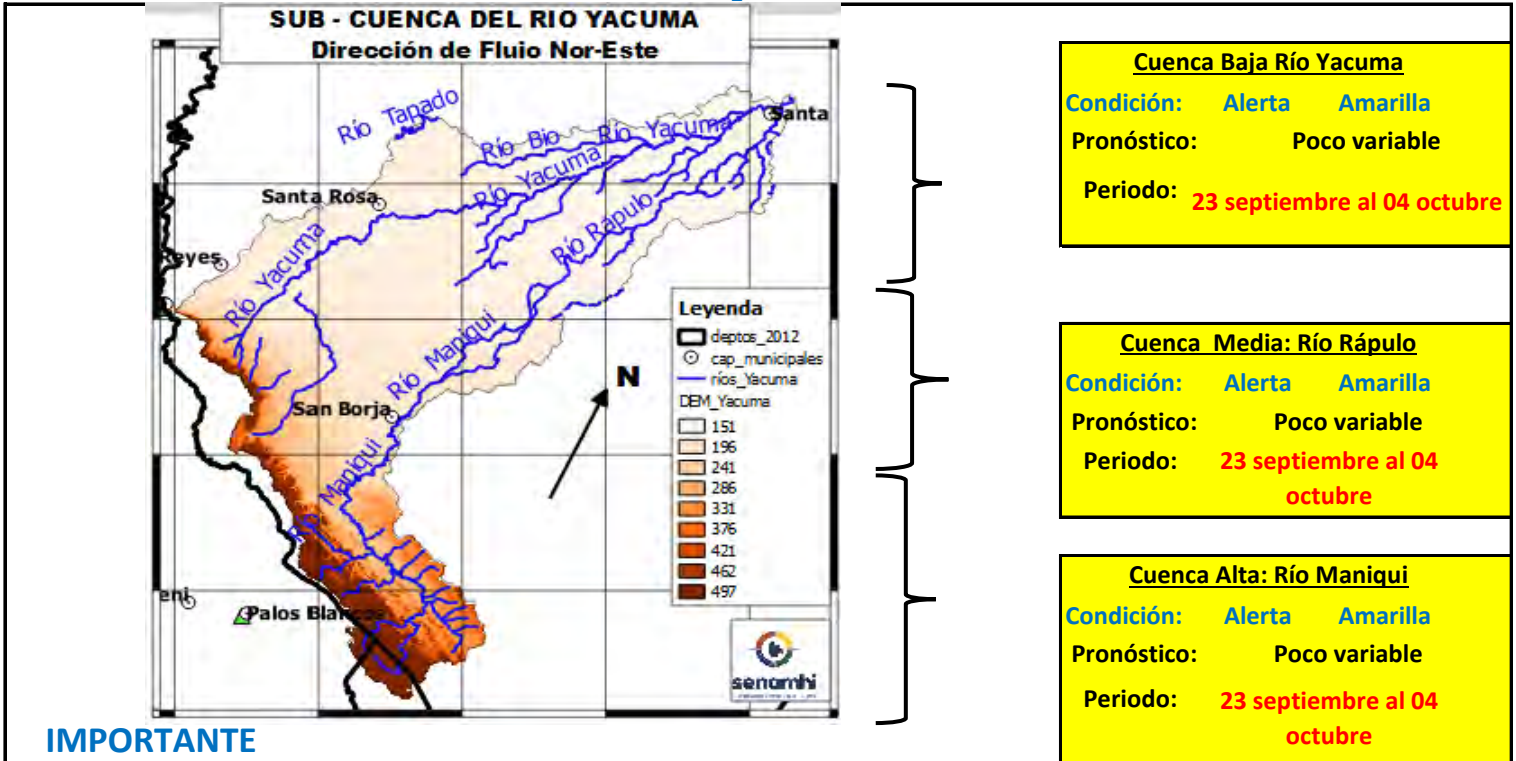 SUB - CUENCA DEL RIO YACUMA
Dirección de Flujo Nor-Este
Río Tapado
Río Bio
Río Yacuma
Santa
Río Yacuma
Santa Rosa
Río Rápulo
Reyes
Río Yacuma
Río Maniqui
San Borja
Río Maniqui
eni
Palos Blancos
N
Leyenda
deptos_2012
cap_municipales
ríos_Yacuma
DEM_Yacuma
151
196
241
286
331
376
421
462
497
senamhi
Cuenca Baja Río Yacuma
Condición: Alerta Amarilla
Pronóstico: Poco variable
Periodo: 23 septiembre al 04 octubre
Cuenca Media: Río Rápulo
Condición: Alerta Amarilla
Pronóstico: Poco variable
Periodo: 23 septiembre al 04
octubre
Cuenca Alta: Río Maniqui
Condición: Alerta Amarilla
Pronóstico: Poco variable
Periodo: 23 septiembre al 04
octubre
IMPORTANTE